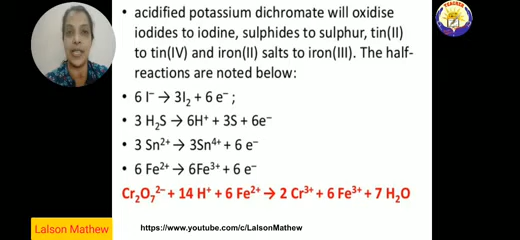 • acidified potassium dichromate will oxidise
iodides to iodine, sulphides to sulphur, tin(II)
to tin(IV) and iron(II) salts to iron(III). The half-
reactions are noted below:
• 6 I⁻ → 3I₂ + 6 e⁻ ;
• 3 H₂S → 6H⁺ + 3S + 6e⁻
• 3 Sn²⁺ → 3Sn⁴⁺ + 6 e⁻
• 6 Fe²⁺ → 6Fe³⁺ + 6 e⁻
Cr₂O₇²⁻ + 14 H⁺ + 6 Fe²⁺ → 2 Cr³⁺ + 6 Fe³⁺ + 7 H₂O
Lalson Mathew
https://www.youtube.com/c/LalsonMathew